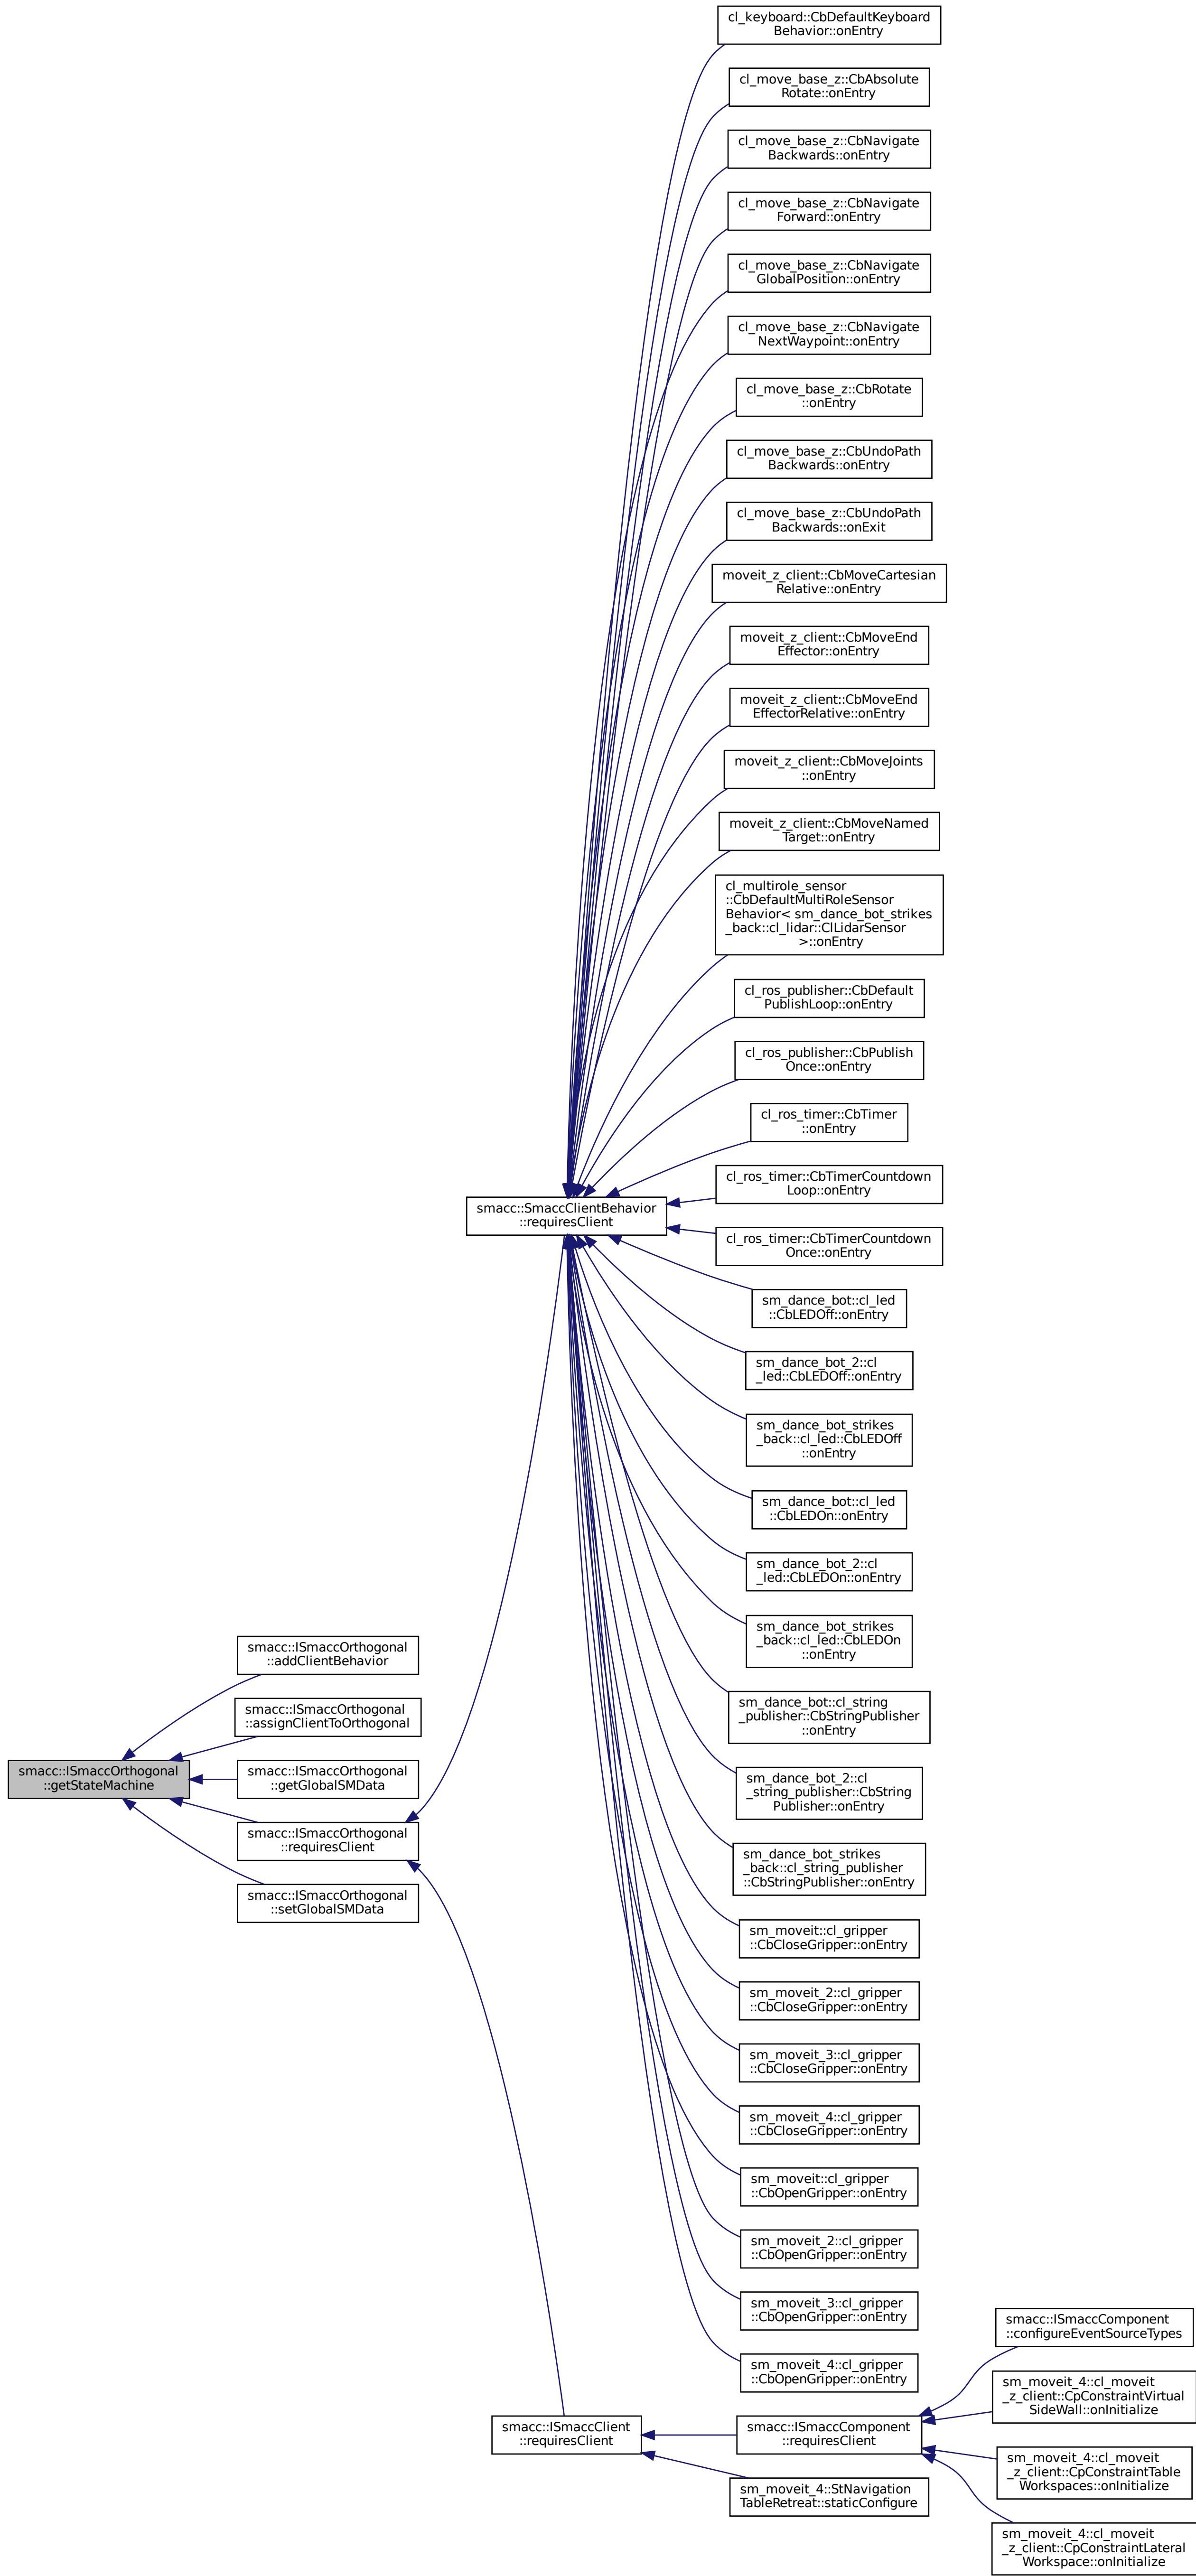 cl_keyboard::CbDefaultKeyboard
Behavior::onEntry
cl_move_base_z::CbAbsolute
Rotate::onEntry
cl_move_base_z::CbNavigate
Backwards::onEntry
cl_move_base_z::CbNavigate
Forward::onEntry
cl_move_base_z::CbNavigate
GlobalPosition::onEntry
cl_move_base_z::CbNavigate
NextWaypoint::onEntry
cl_move_base_z::CbRotate
::onEntry
cl_move_base_z::CbUndoPath
Backwards::onEntry
cl_move_base_z::CbUndoPath
Backwards::onExit
moveit_z_client::CbMoveCartesian
Relative::onEntry
moveit_z_client::CbMoveEnd
Effector::onEntry
moveit_z_client::CbMoveEnd
EffectorRelative::onEntry
moveit_z_client::CbMoveJoints
::onEntry
moveit_z_client::CbMoveNamed
Target::onEntry
cl_multirole_sensor
::CbDefaultMultiRoleSensor
Behavior< sm_dance_bot_strikes
_back::cl_lidar::ClLidarSensor
>::onEntry
cl_ros_publisher::CbDefault
PublishLoop::onEntry
cl_ros_publisher::CbPublish
Once::onEntry
cl_ros_timer::CbTimer
::onEntry
cl_ros_timer::CbTimerCountdown
Loop::onEntry
smacc::SmaccClientBehavior
::requiresClient
cl_ros_timer::CbTimerCountdown
Once::onEntry
sm_dance_bot::cl_led
::CbLEDOff::onEntry
sm_dance_bot_2::cl
_led::CbLEDOff::onEntry
sm_dance_bot_strikes
_back::cl_led::CbLEDOff
::onEntry
sm_dance_bot::cl_led
::CbLEDOn::onEntry
sm_dance_bot_2::cl
_led::CbLEDOn::onEntry
sm_dance_bot_strikes
_back::cl_led::CbLEDOn
::onEntry
smacc::ISmaccOrthogonal
::addClientBehavior
sm_dance_bot::cl_string
_publisher::CbStringPublisher
::onEntry
smacc::ISmaccOrthogonal
::assignClientToOrthogonal
smacc::ISmaccOrthogonal
::getStateMachine
smacc::ISmaccOrthogonal
::getGlobalSMData
sm_dance_bot_2::cl
_string_publisher::CbString
Publisher::onEntry
smacc::ISmaccOrthogonal
::requiresClient
sm_dance_bot_strikes
_back::cl_string_publisher
::CbStringPublisher::onEntry
smacc::ISmaccOrthogonal
::setGlobalSMData
sm_moveit::cl_gripper
::CbCloseGripper::onEntry
sm_moveit_2::cl_gripper
::CbCloseGripper::onEntry
sm_moveit_3::cl_gripper
::CbCloseGripper::onEntry
sm_moveit_4::cl_gripper
::CbCloseGripper::onEntry
sm_moveit::cl_gripper
::CbOpenGripper::onEntry
sm_moveit_2::cl_gripper
::CbOpenGripper::onEntry
sm_moveit_3::cl_gripper
::CbOpenGripper::onEntry
sm_moveit_4::cl_gripper
::CbOpenGripper::onEntry
smacc::ISmaccComponent
::configureEventSourceTypes
sm_moveit_4::cl_moveit
_z_client::CpConstraintVirtual
SideWall::onInitialize
smacc::ISmaccClient
::requiresClient
smacc::ISmaccComponent
::requiresClient
sm_moveit_4::cl_moveit
_z_client::CpConstraintTable
Workspaces::onInitialize
sm_moveit_4::StNavigation
TableRetreat::staticConfigure
sm_moveit_4::cl_moveit
_z_client::CpConstraintLateral
Workspace::onInitialize